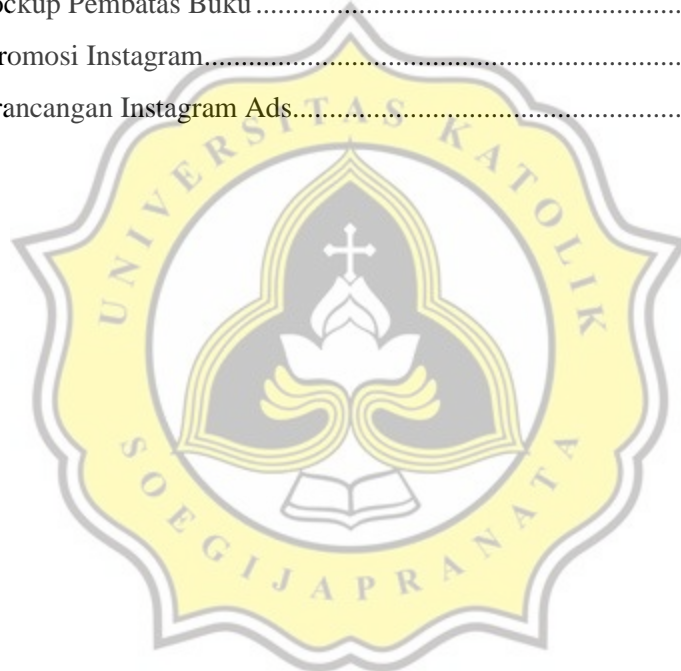 ockup Pembatas Buku ........................................................
romosi Instagram...............................................................
rancangan Instagram Ads...................................................
UNIVERSITAS KATOLIK
SOEGIJAPRANATA